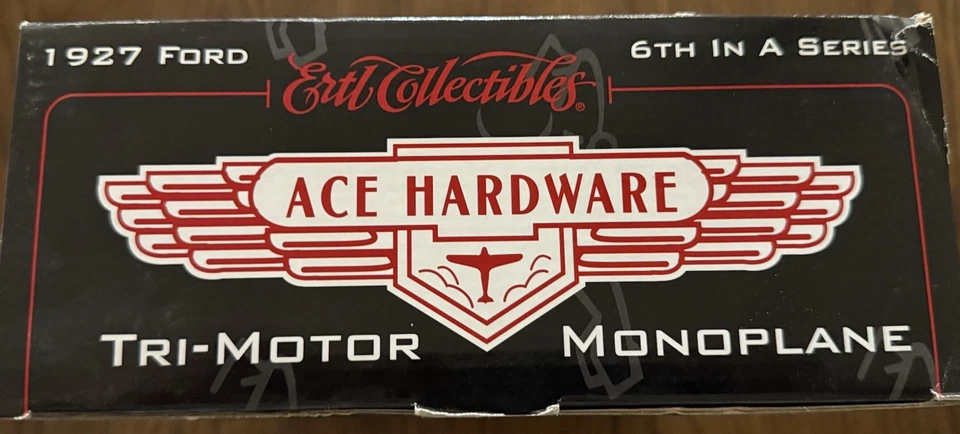 1927 FORD
6TH IN A SERIES
Ertl Collectibles®
ACE HARDWARE
TRI-MOTOR
MONOPLANE